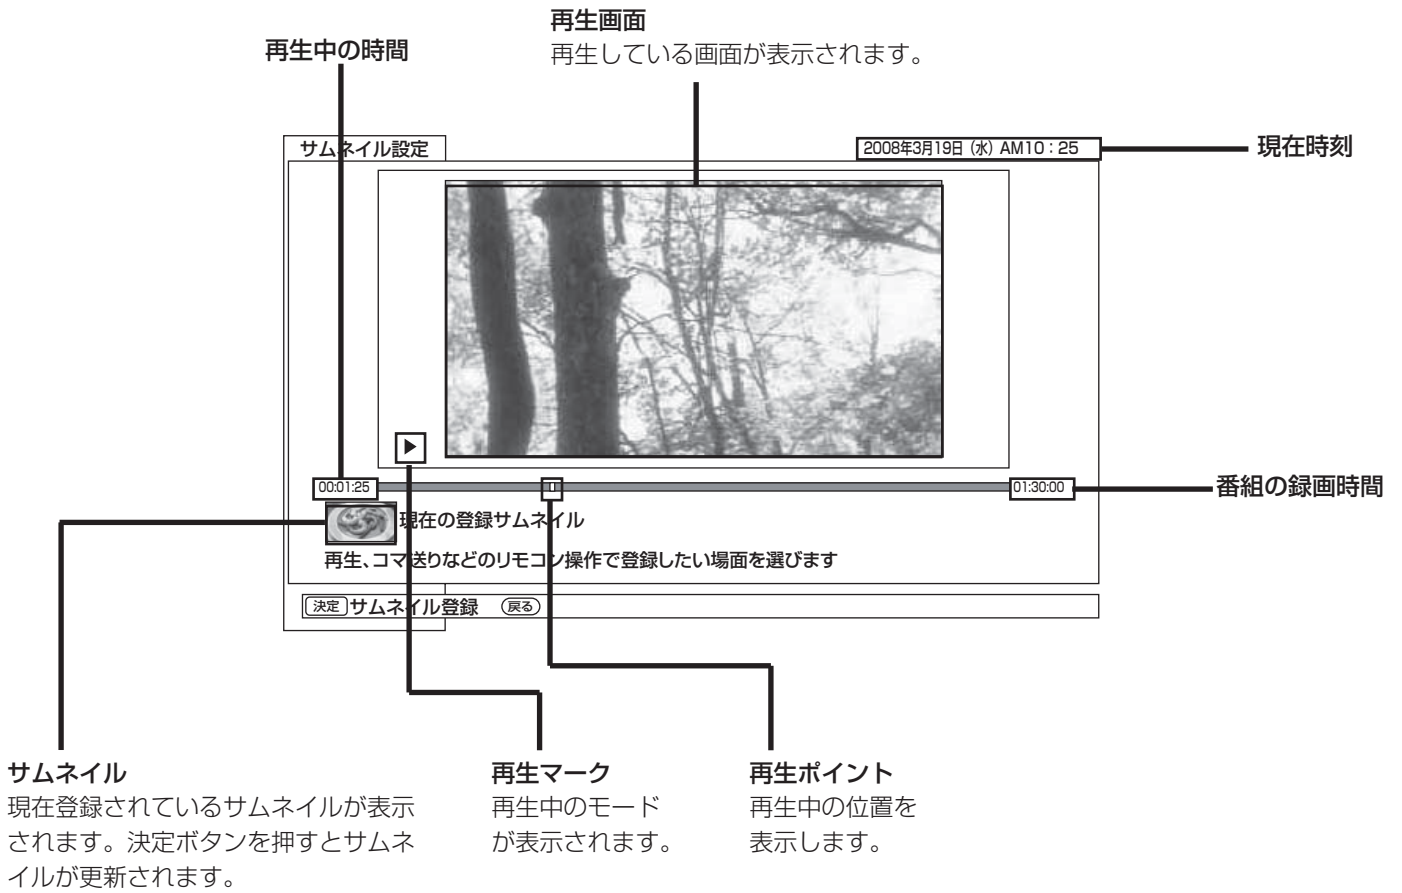 再生画面
再生している画面が表示されます。
再生中の時間
サムネイル設定
2008年3月19日（水）AM10：25
現在時刻
00:01:25
01:30:00
番組の録画時間
現在の登録サムネイル
再生、コマ送りなどのリモコン操作で登録したい場面を選びます
決定 サムネイル登録 戻る
サムネイル
現在登録されているサムネイルが表示
されます。決定ボタンを押すとサムネ
イルが更新されます。
再生マーク
再生中のモード
が表示されます。
再生ポイント
再生中の位置を
表示します。